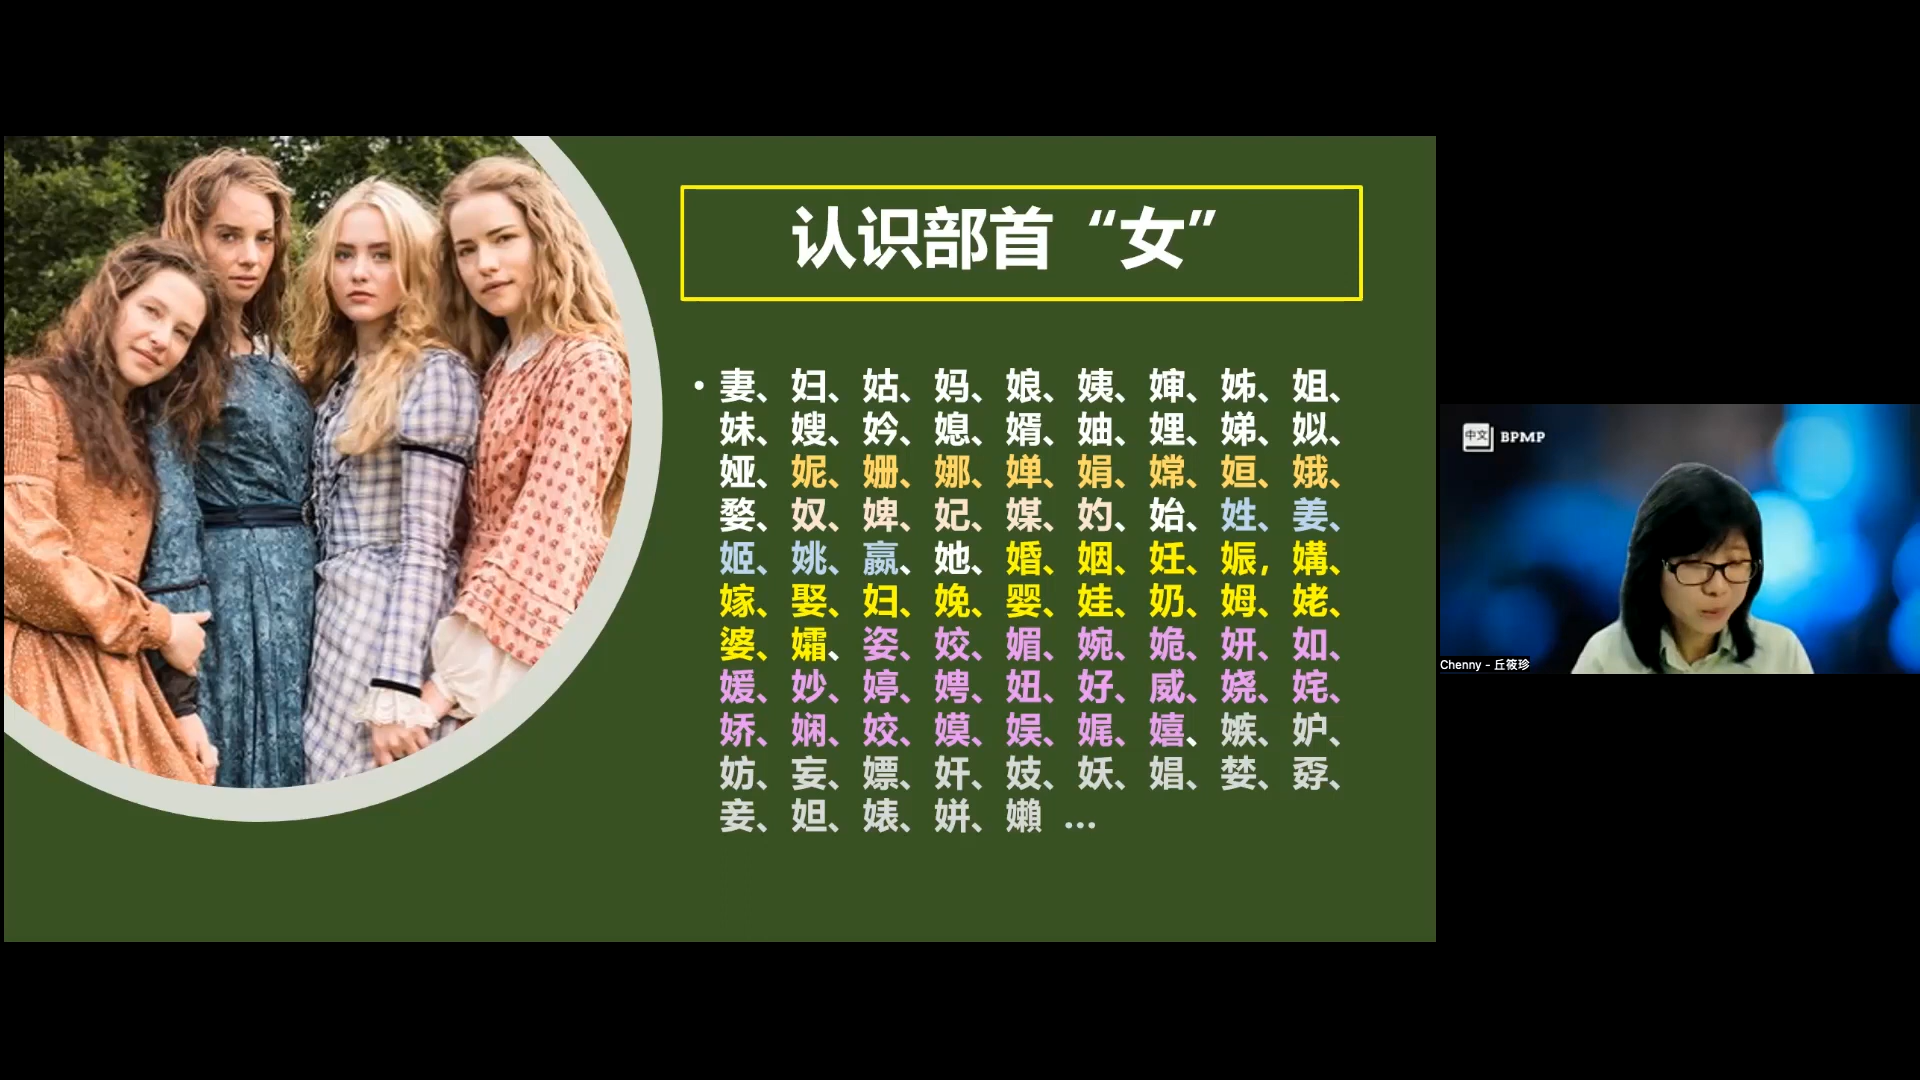 认识部首“女”
• 妻、妇、姑、妈、娘、姨、婶、姊、姐、
妹、嫂、妗、媳、婿、妯、娌、娣、姒、
娅、妮、姗、娜、婵、娟、嫦、姮、娥、
婺、奴、婢、妃、媒、妁、始、姓、姜、
姬、姚、嬴、她、婚、姻、妊、娠，媾、
嫁、娶、妇、娩、婴、娃、奶、姆、姥、
婆、孀、姿、姣、媚、婉、姽、妍、如、
媛、妙、婷、娉、妞、好、威、娆、姹、
娇、娴、姣、嫫、娱、娓、嬉、嫉、妒、
妨、妄、嫖、奸、妓、妖、娼、婪、孬、
妾、妲、婊、姘、嬾 ...
中文 BPMP
Chenny - 丘筱珍